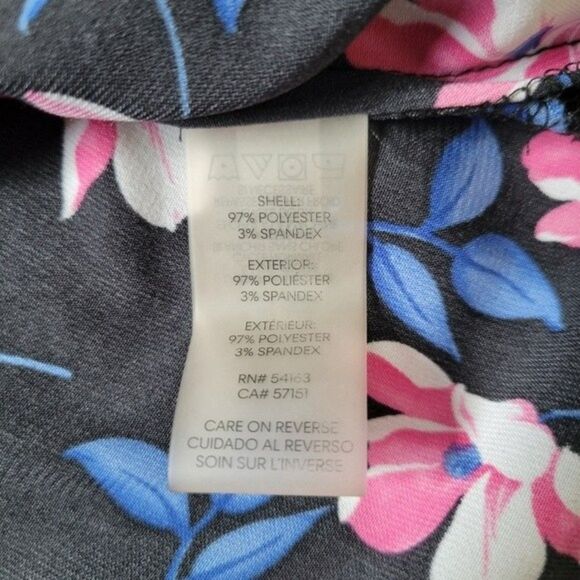 SHELL:
97% POLYESTER
3% SPANDEX
EXTERIOR:
97% POLIÉSTER
3% SPANDEX
EXTÉRIEUR:
97% POLYESTER
3% SPANDEX
RN# 54163
CA# 57151
CARE ON REVERSE
CUIDADO AL REVERSO
SOIN SUR L'INVERSE